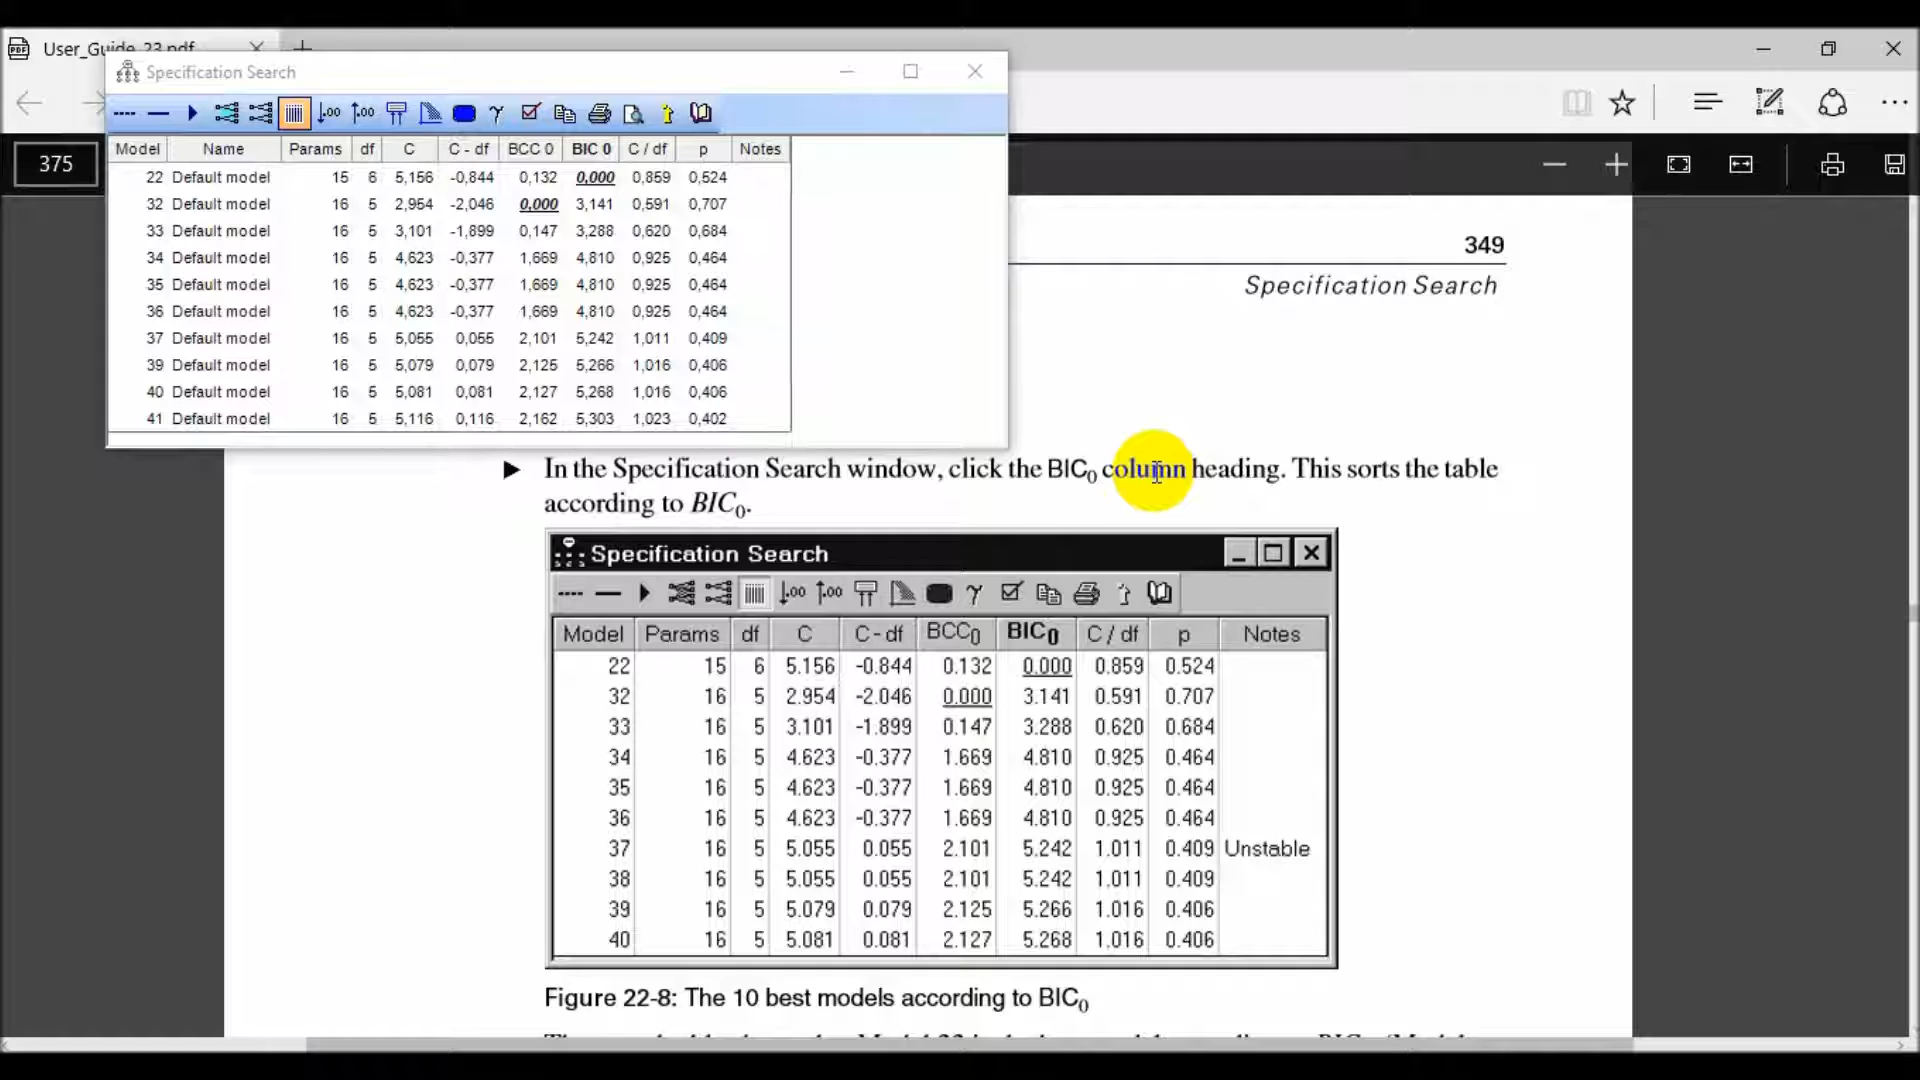 User_Guide_23.pdf
Specification Search
Model Name Params df C C - df BCC 0 BIC 0 C / df p Notes
22 Default model 15 6 5,156 -0,844 0,132 0,000 0,859 0,524
32 Default model 16 5 2,954 -2,046 0,000 3,141 0,591 0,707
33 Default model 16 5 3,101 -1,899 0,147 3,288 0,620 0,684
34 Default model 16 5 4,623 -0,377 1,669 4,810 0,925 0,464
35 Default model 16 5 4,623 -0,377 1,669 4,810 0,925 0,464
36 Default model 16 5 4,623 -0,377 1,669 4,810 0,925 0,464
37 Default model 16 5 5,055 0,055 2,101 5,242 1,011 0,409
39 Default model 16 5 5,079 0,079 2,125 5,266 1,016 0,406
40 Default model 16 5 5,081 0,081 2,127 5,268 1,016 0,406
41 Default model 16 5 5,116 0,116 2,162 5,303 1,023 0,402
375
349
Specification Search
In the Specification Search window, click the BIC0 column heading. This sorts the table
according to BIC0.
Specification Search
Model Params df C C - df BCC0 BIC0 C / df p Notes
22 15 6 5.156 -0.844 0.132 0.000 0.859 0.524
32 16 5 2.954 -2.046 0.000 3.141 0.591 0.707
33 16 5 3.101 -1.899 0.147 3.288 0.620 0.684
34 16 5 4.623 -0.377 1.669 4.810 0.925 0.464
35 16 5 4.623 -0.377 1.669 4.810 0.925 0.464
36 16 5 4.623 -0.377 1.669 4.810 0.925 0.464
37 16 5 5.055 0.055 2.101 5.242 1.011 0.409 Unstable
38 16 5 5.055 0.055 2.101 5.242 1.011 0.409
39 16 5 5.079 0.079 2.125 5.266 1.016 0.406
40 16 5 5.081 0.081 2.127 5.268 1.016 0.406
Figure 22-8: The 10 best models according to BIC0